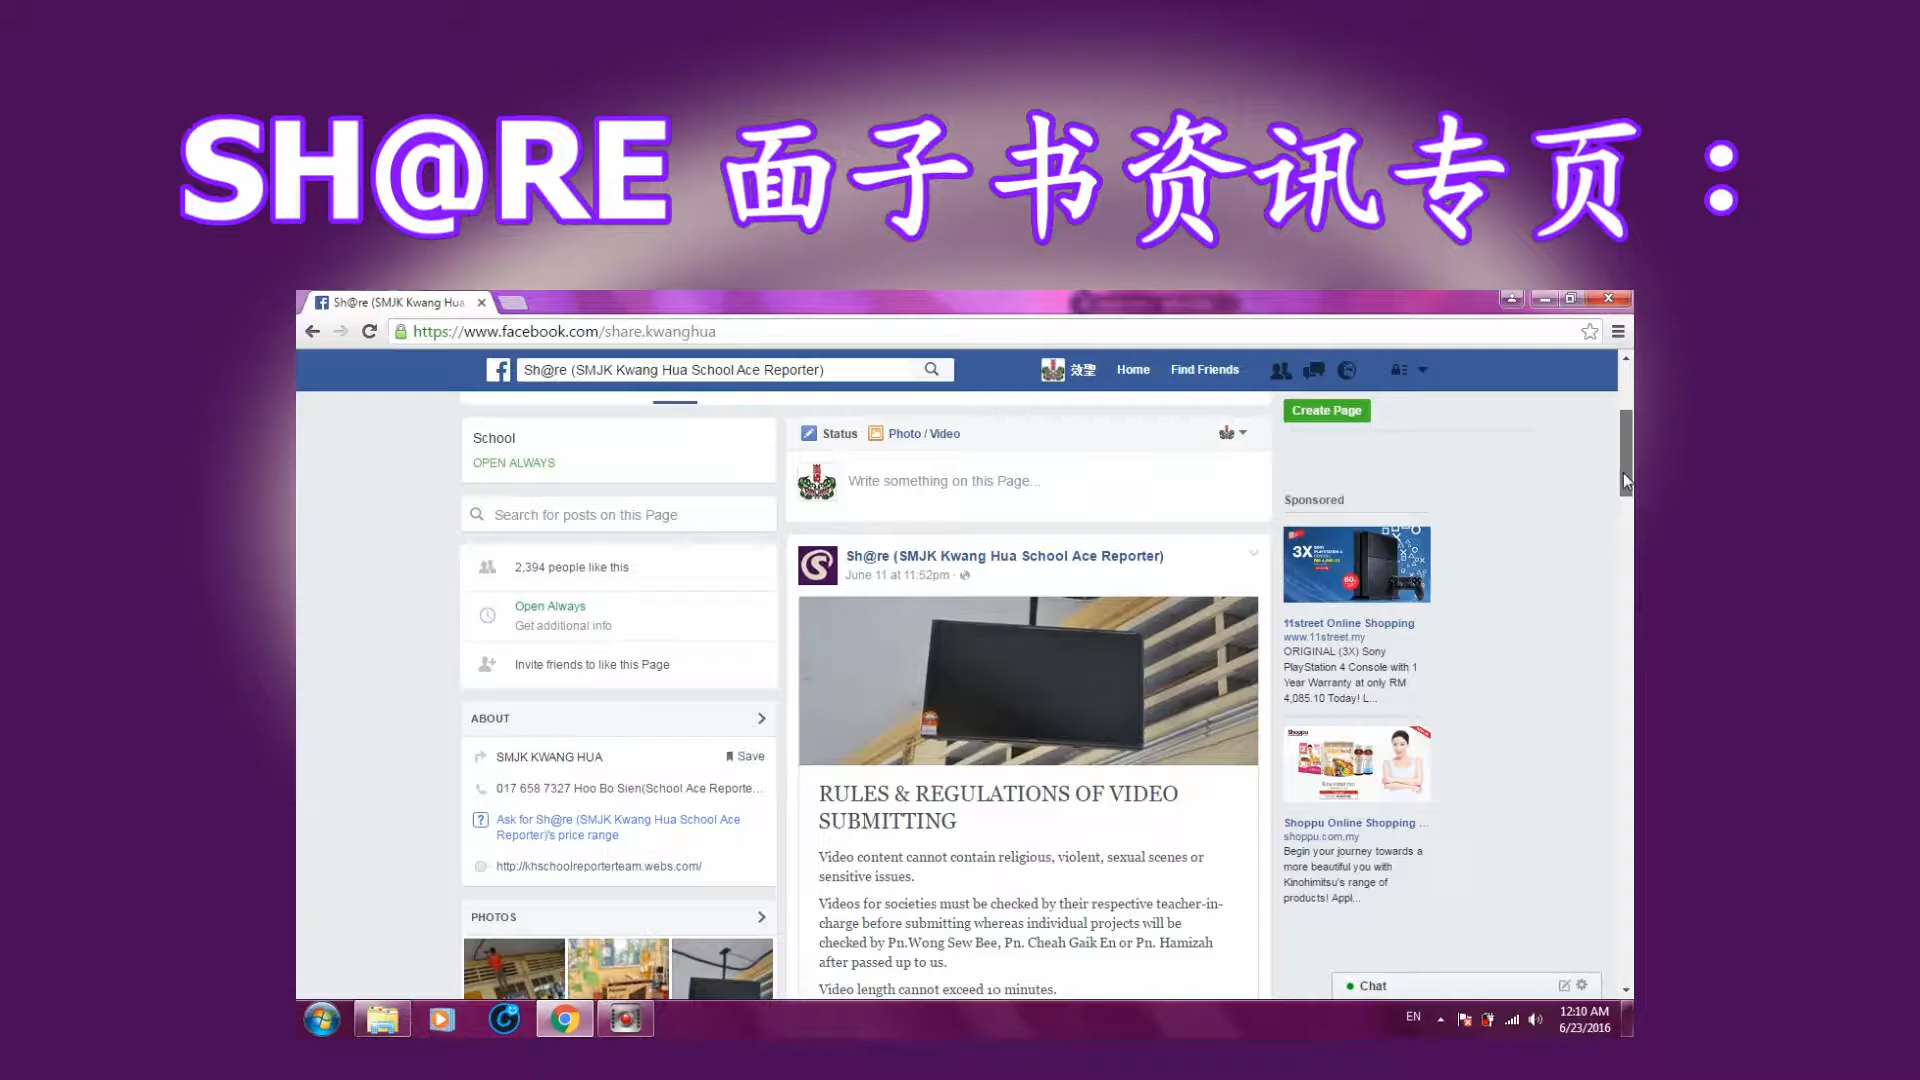 SH@RE 面子书资讯专页：
Sh@re (SMJK Kwang Hua
https://www.facebook.com/share.kwanghua
Sh@re (SMJK Kwang Hua School Ace Reporter)
效聖 Home Find Friends
Create Page
School
OPEN ALWAYS
Status Photo / Video
Write something on this Page...
Search for posts on this Page
2,394 people like this
Open Always
Get additional info
Invite friends to like this Page
ABOUT
SMJK KWANG HUA Save
017 658 7327 Hoo Bo Sien(School Ace Reporte...
Ask for Sh@re (SMJK Kwang Hua School Ace
Reporter)'s price range
http://khschoolreporterteam.webs.com/
PHOTOS
Sh@re (SMJK Kwang Hua School Ace Reporter)
June 11 at 11:52pm ·
RULES & REGULATIONS OF VIDEO
SUBMITTING
Video content cannot contain religious, violent, sexual scenes or
sensitive issues.
Videos for societies must be checked by their respective teacher-in-
charge before submitting whereas individual projects will be
checked by Pn.Wong Sew Bee, Pn. Cheah Gaik En or Pn. Hamizah
after passed up to us.
Video length cannot exceed 10 minutes.
Sponsored
3X
11street Online Shopping
www.11street.my
ORIGINAL (3X) Sony
PlayStation 4 Console with 1
Year Warranty at only RM
4,085.10 Today! L...
Shoppu
Shoppu Online Shopping ...
shoppu.com.my
Begin your journey towards a
more beautiful you with
Kinohimitsu's range of
products! Appl...
Chat
EN
12:10 AM
6/23/2016